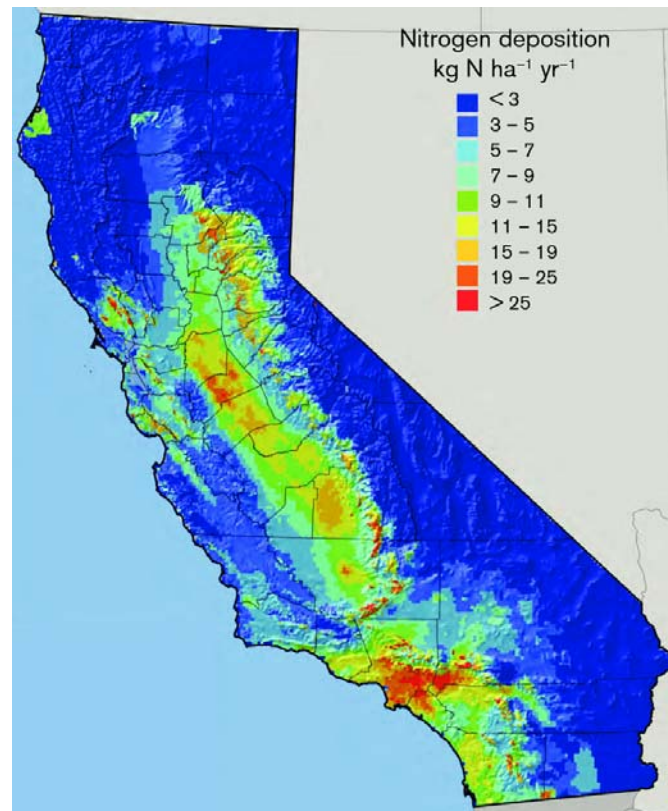 Nitrogen deposition
kg N ha⁻¹ yr⁻¹
< 3
3 – 5
5 – 7
7 – 9
9 – 11
11 – 15
15 – 19
19 – 25
> 25